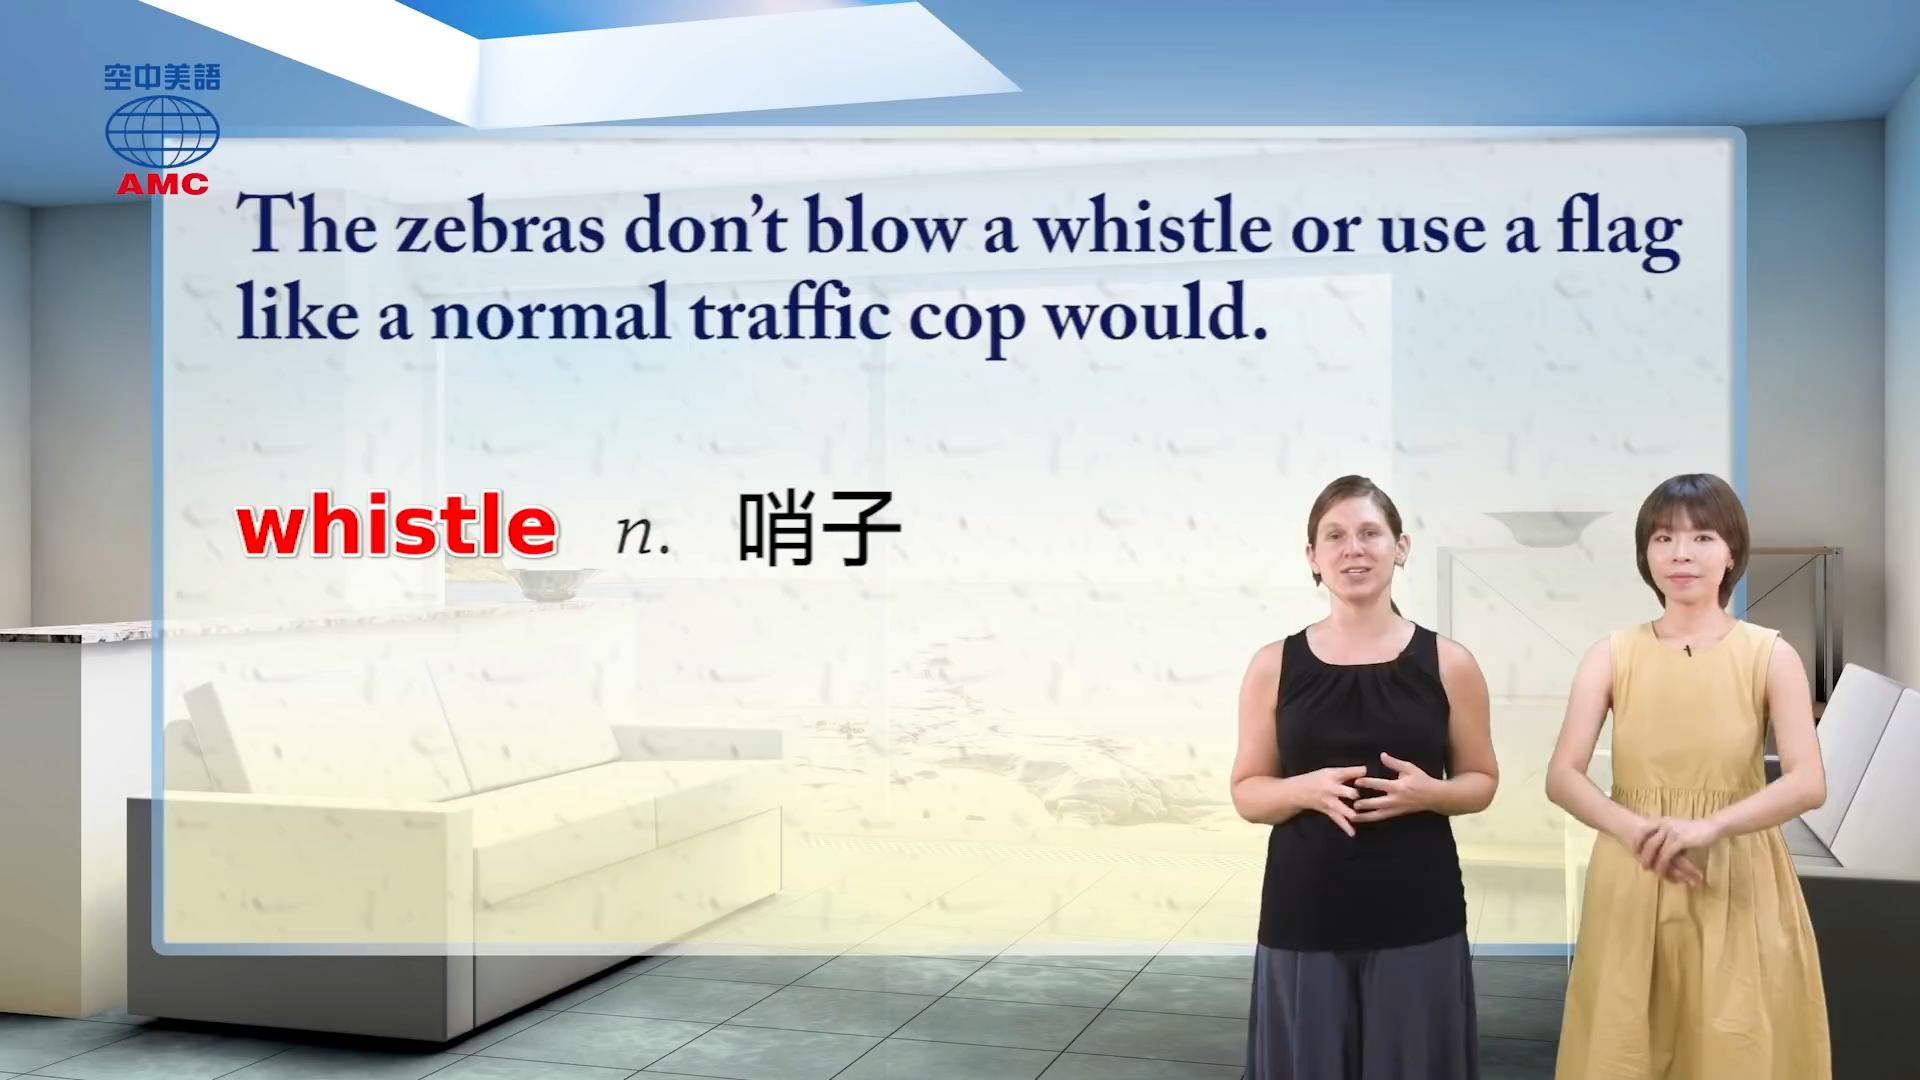 空中美語
AMC
The zebras don’t blow a whistle or use a flag
like a normal traffic cop would.
whistle n. 哨子